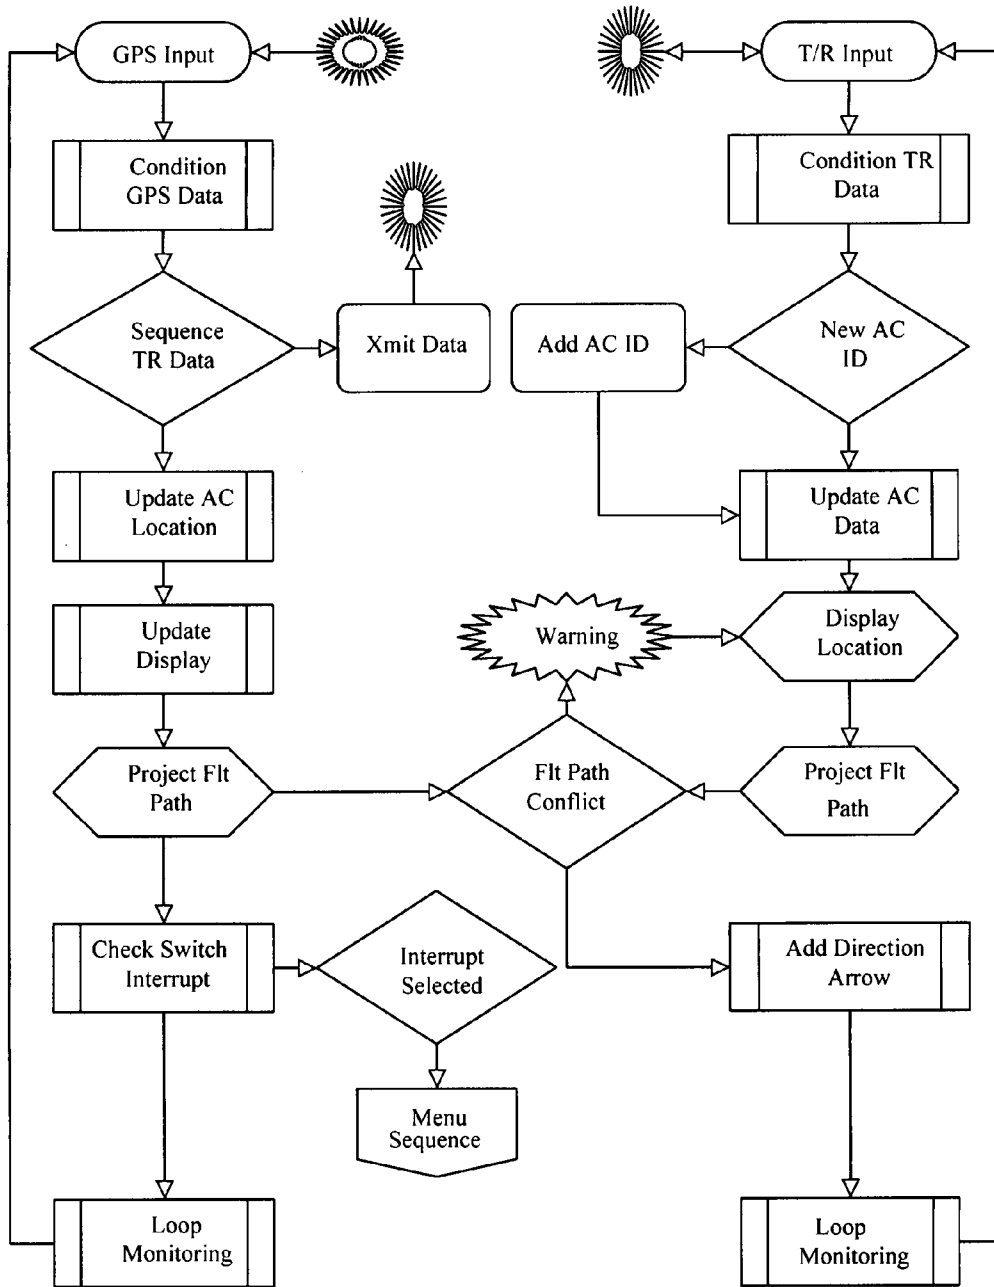 GPS Input
T/R Input
Condition
GPS Data
Condition TR
Data
Sequence
TR Data
Xmit Data
Add AC ID
New AC
ID
Update AC
Location
Update AC
Data
Update
Display
Warning
Display
Location
Project Flt
Path
Flt Path
Conflict
Project Flt
Path
Check Switch
Interrupt
Interrupt
Selected
Add Direction
Arrow
Menu
Sequence
Loop
Monitoring
Loop
Monitoring